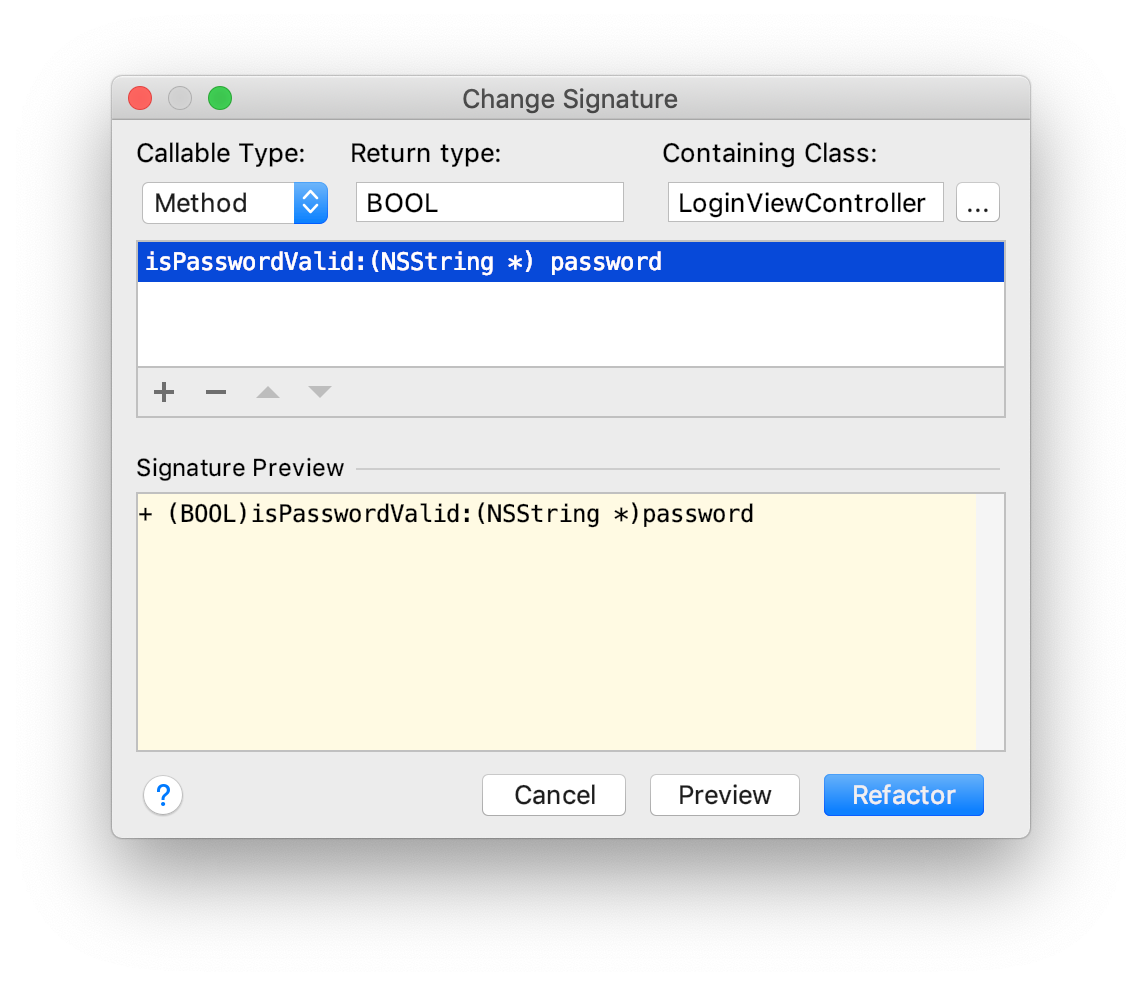 Change Signature
Callable Type: Return type: Containing Class:
Method BOOL LoginViewController ...
isPasswordValid:(NSString *) password
Signature Preview
+ (BOOL)isPasswordValid:(NSString *)password
? Cancel Preview Refactor